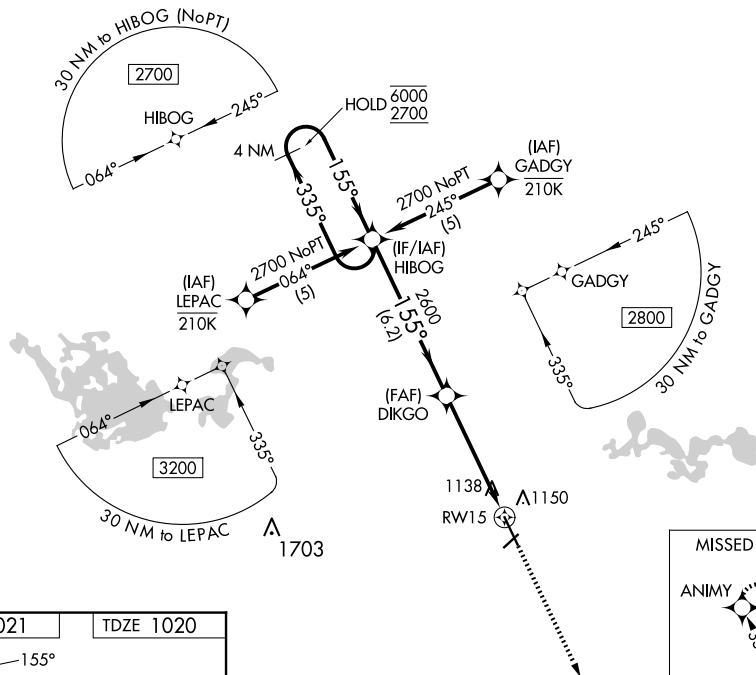 30 NM to HIBOG (NoPT)
2700
HIBOG
245°
064°
HOLD 6000
2700
4 NM
155°
335°
(IAF)
GADGY
210K
2700 NoPT
245°
(5)
(IF/IAF)
HIBOG
2700 NoPT
064°
(5)
(IAF)
LEPAC
210K
2600
155°
(6.2)
245°
GADGY
2800
335°
30 NM to GADGY
(FAF)
DIKGO
LEPAC
064°
335°
3200
30 NM to LEPAC
1703
1138
1150
RW15
MISSED
ANIMY
021
TDZE 1020
155°